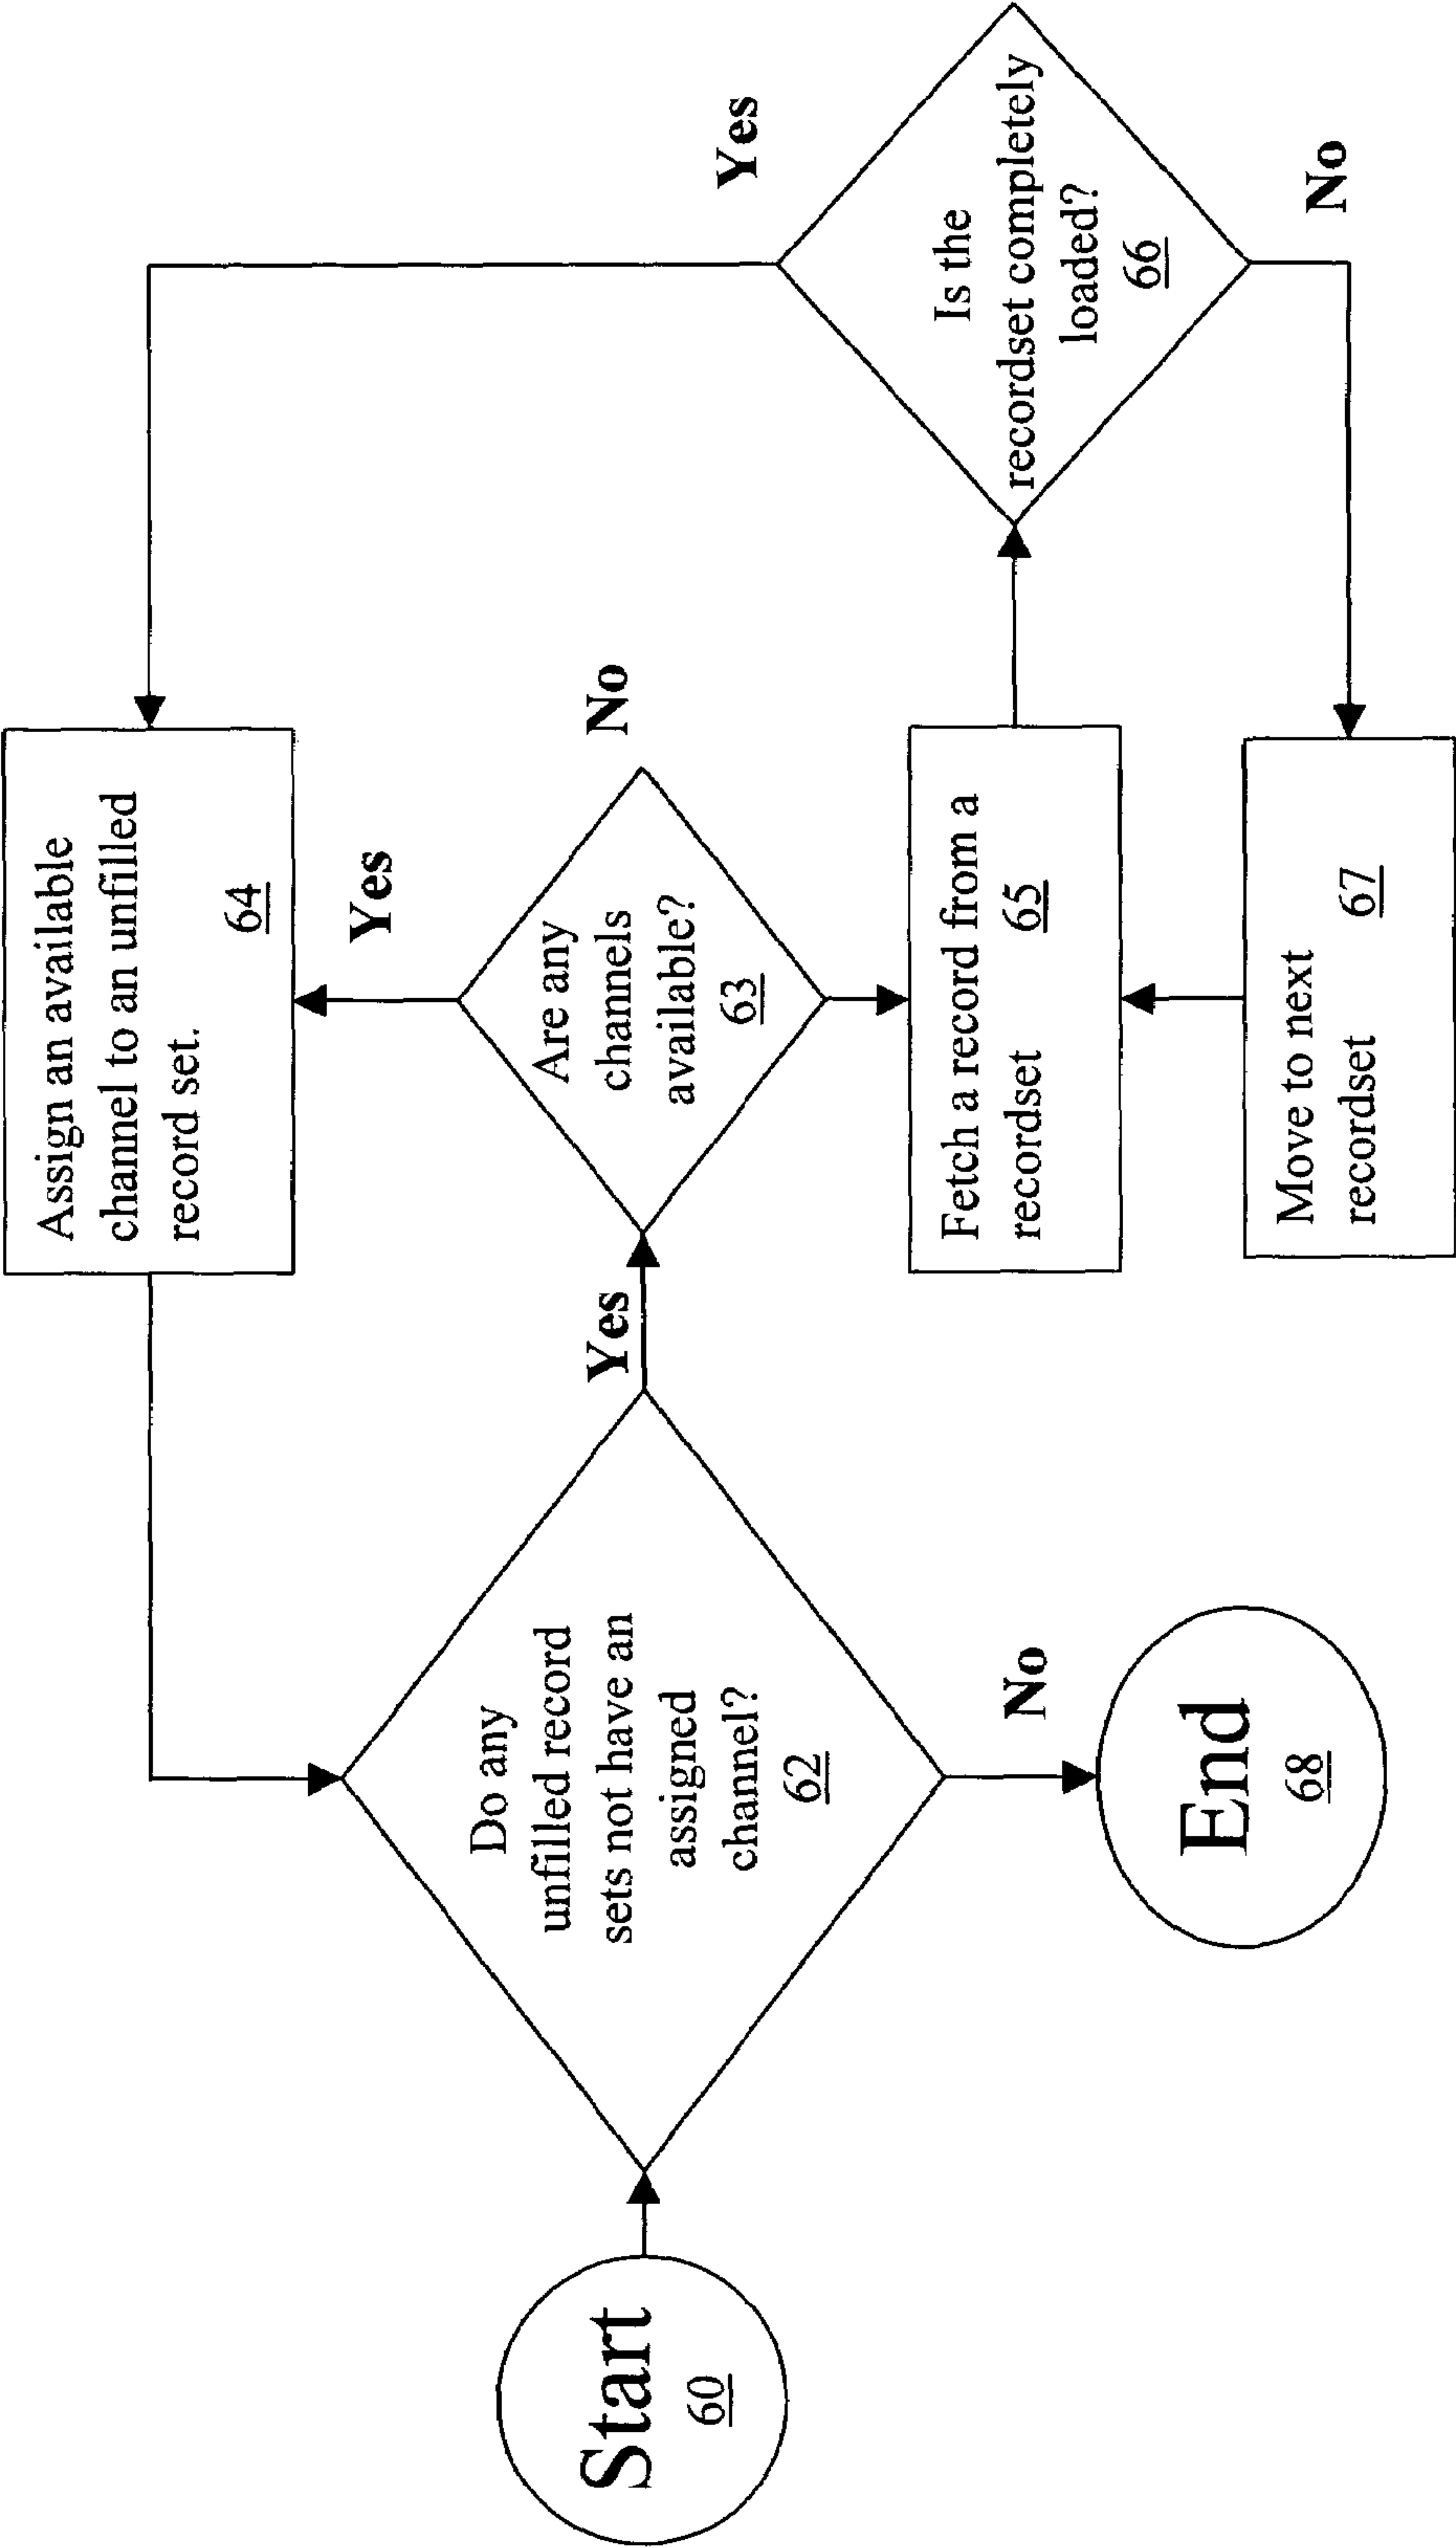 Start
60
Do any
unfilled record
sets not have an
assigned
channel?
62
Yes
No
End
68
Are any
channels
available?
63
Yes
No
Assign an available
channel to an unfilled
record set.
64
Fetch a record from a
recordset 65
Move to next
recordset 67
Is the
recordset completely
loaded?
66
Yes
No